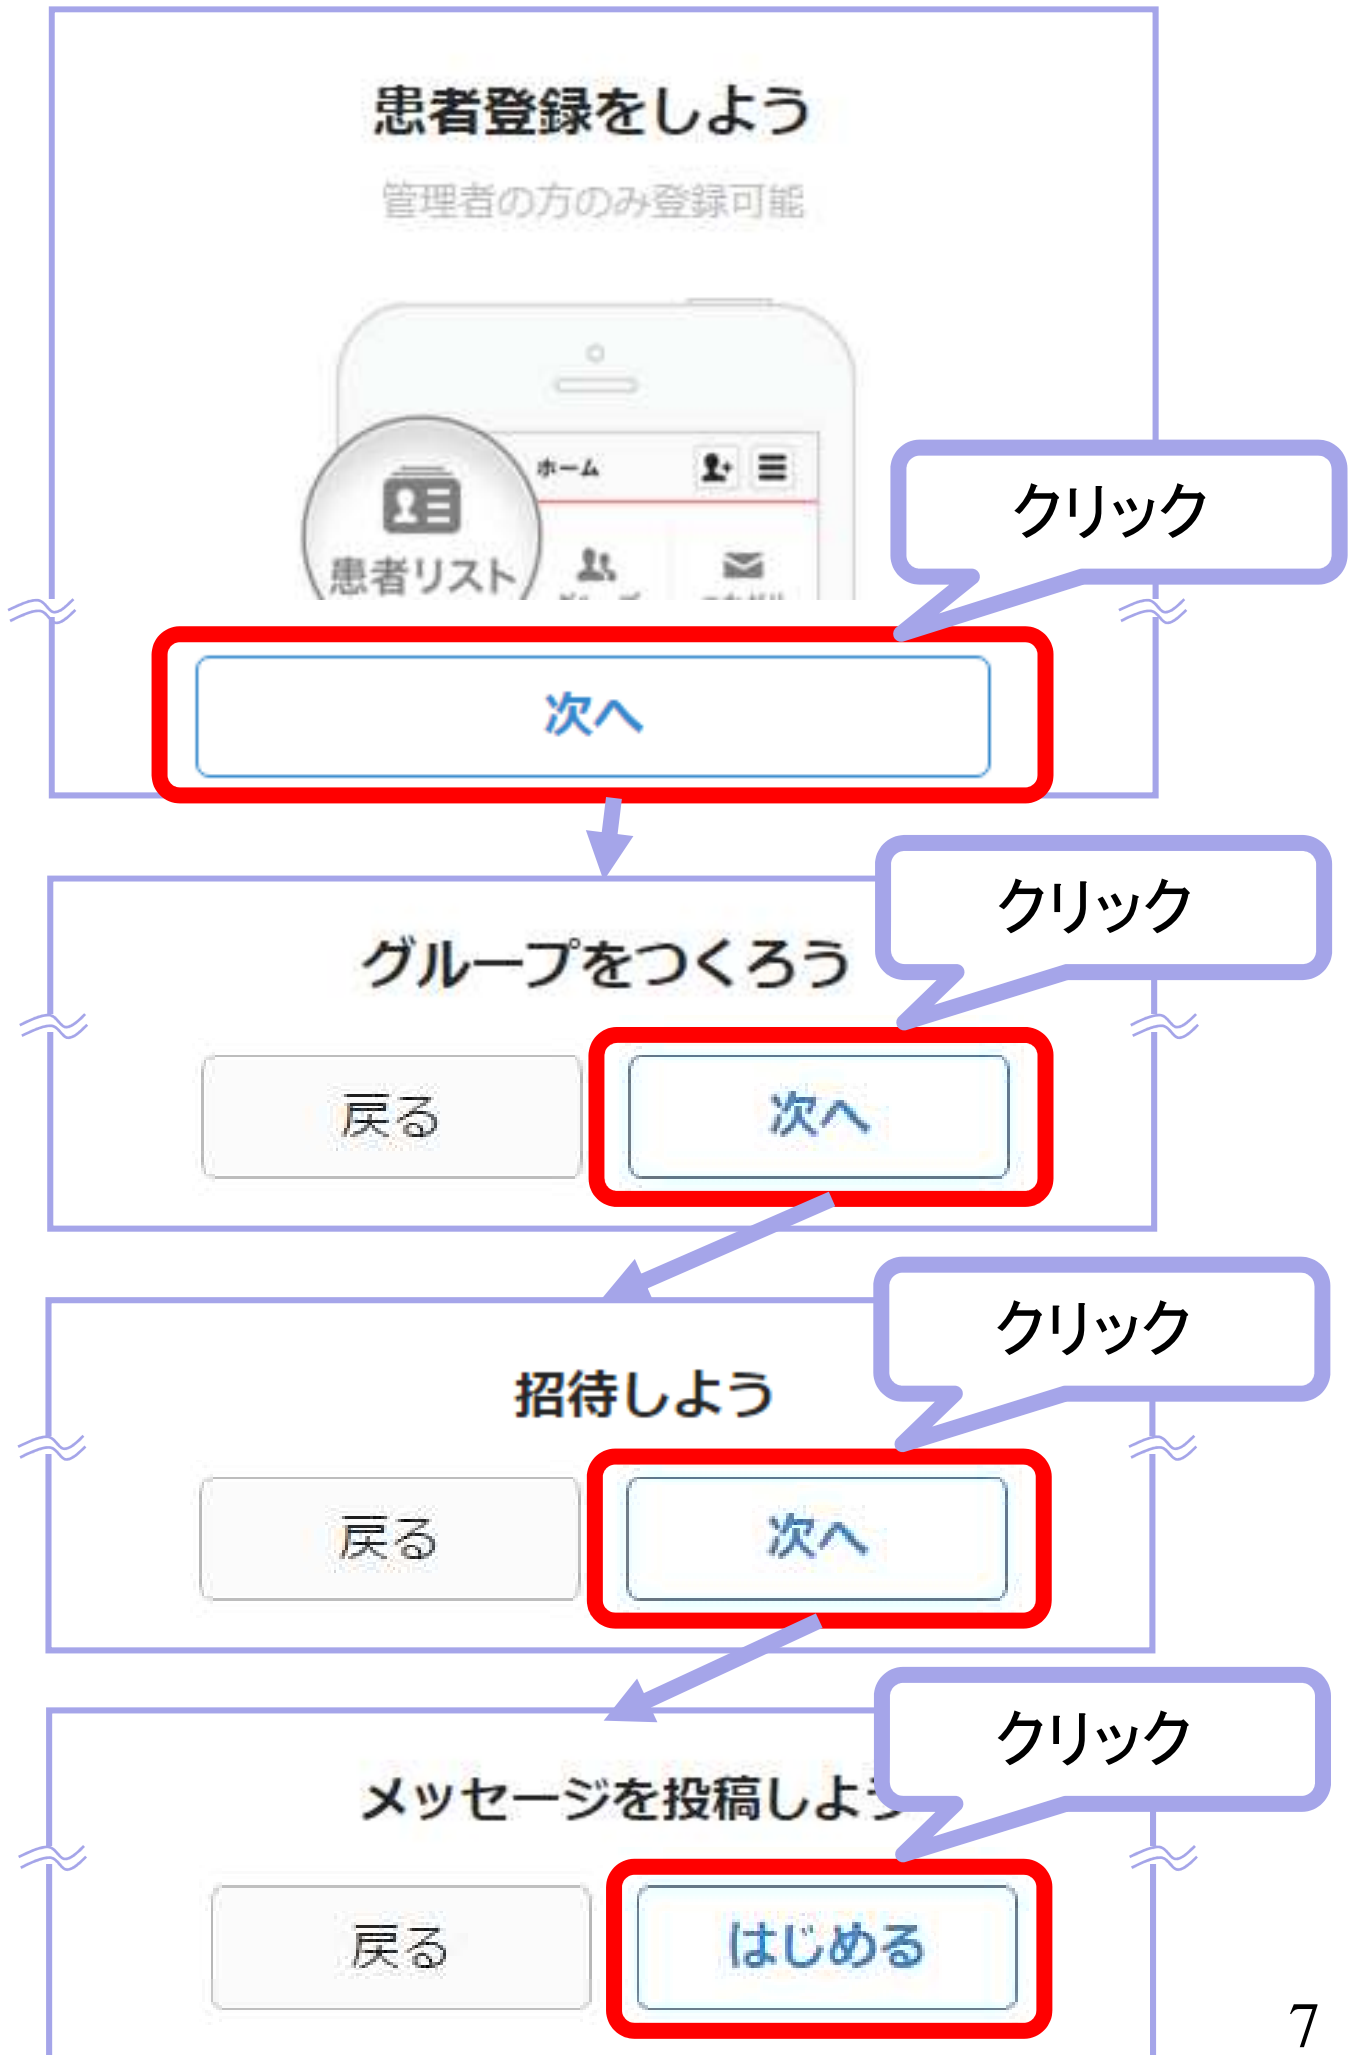 患者登録をしよう
管理者の方のみ登録可能
ホーム
患者リスト
クリック
次へ
クリック
グループをつくろう
戻る
次へ
クリック
招待しよう
戻る
次へ
クリック
メッセージを投稿しよう
戻る
はじめる
7